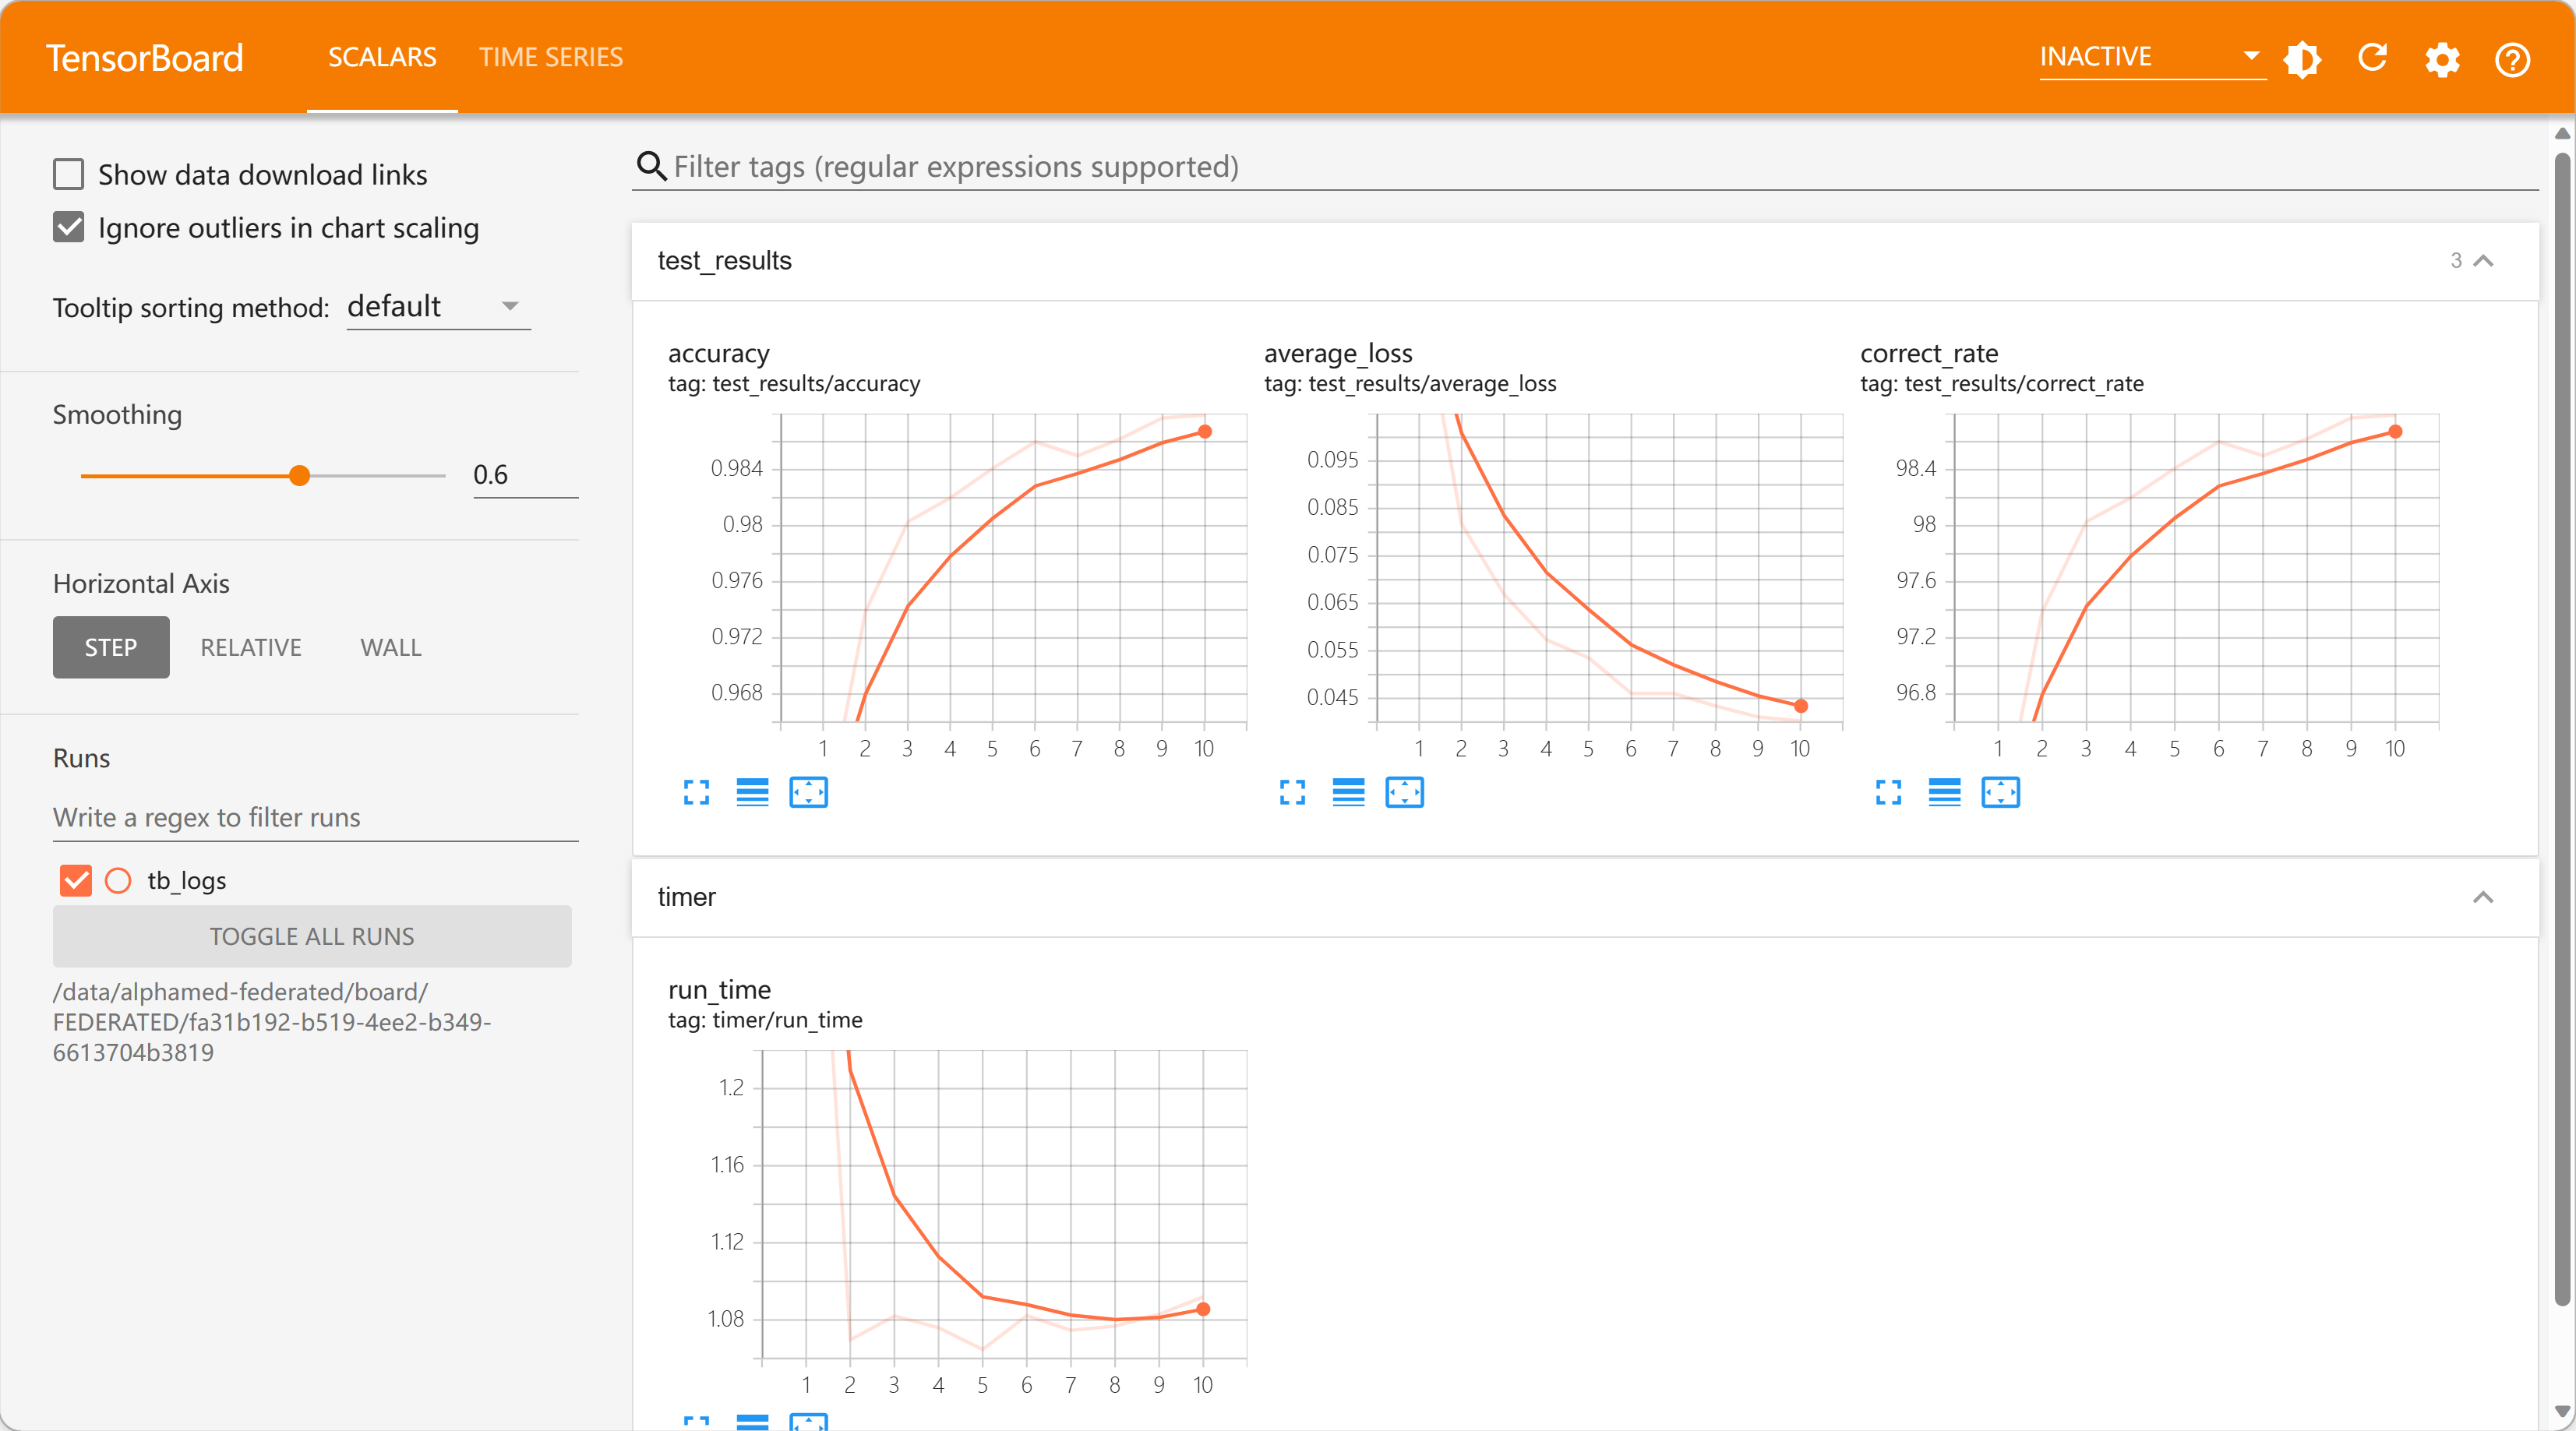 TensorBoard SCALARS TIME SERIES INACTIVE
Show data download links
Ignore outliers in chart scaling
Tooltip sorting method: default
Smoothing
0.6
Horizontal Axis
STEP RELATIVE WALL
Runs
Write a regex to filter runs
tb_logs
TOGGLE ALL RUNS
/data/alphamed-federated/board/
FEDERATED/fa31b192-b519-4ee2-b349-
6613704b3819
Filter tags (regular expressions supported)
test_results 3
accuracy
tag: test_results/accuracy
0.984
0.98
0.976
0.972
0.968
1 2 3 4 5 6 7 8 9 10
average_loss
tag: test_results/average_loss
0.095
0.085
0.075
0.065
0.055
0.045
1 2 3 4 5 6 7 8 9 10
correct_rate
tag: test_results/correct_rate
98.4
98
97.6
97.2
96.8
1 2 3 4 5 6 7 8 9 10
timer
run_time
tag: timer/run_time
1.2
1.16
1.12
1.08
1 2 3 4 5 6 7 8 9 10